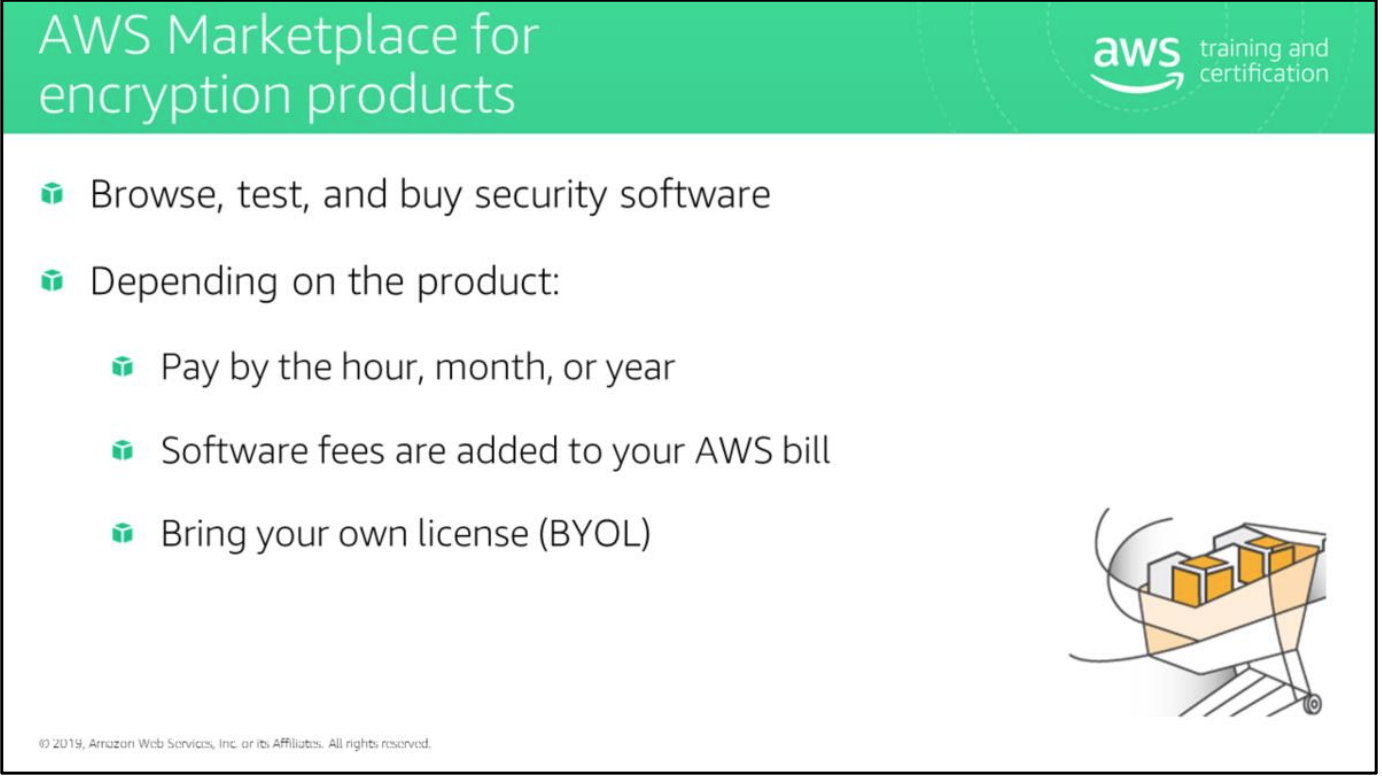 AWS Marketplace for
encryption products
aws training and
certification
Browse, test, and buy security software
Depending on the product:
Pay by the hour, month, or year
Software fees are added to your AWS bill
Bring your own license (BYOL)
© 2019, Amazon Web Services, Inc. or its Affiliates. All rights reserved.